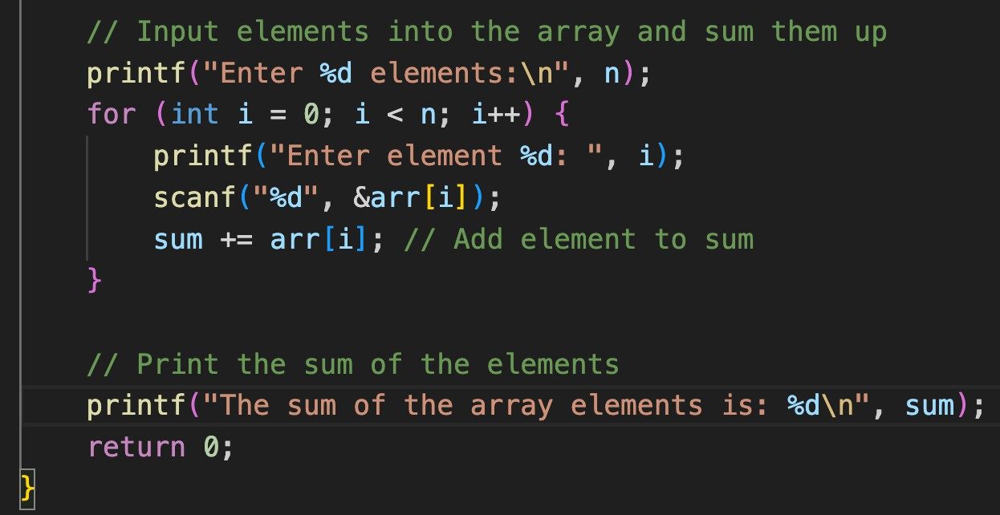 // Input elements into the array and sum them up
printf("Enter %d elements:\n", n);
for (int i = 0; i < n; i++) {
printf("Enter element %d: ", i);
scanf("%d", &arr[i]);
sum += arr[i]; // Add element to sum
}
// Print the sum of the elements
printf("The sum of the array elements is: %d\n", sum);
return 0;
}